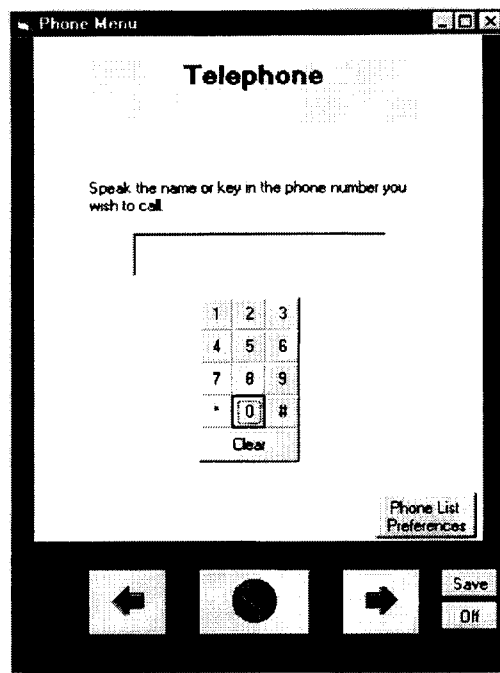 Phone Menu
Telephone
Speak the name or key in the phone number you
wish to call.
1 2 3
4 5 6
7 8 9
* 0 #
Clear
Phone List
Preferences
Save
Off